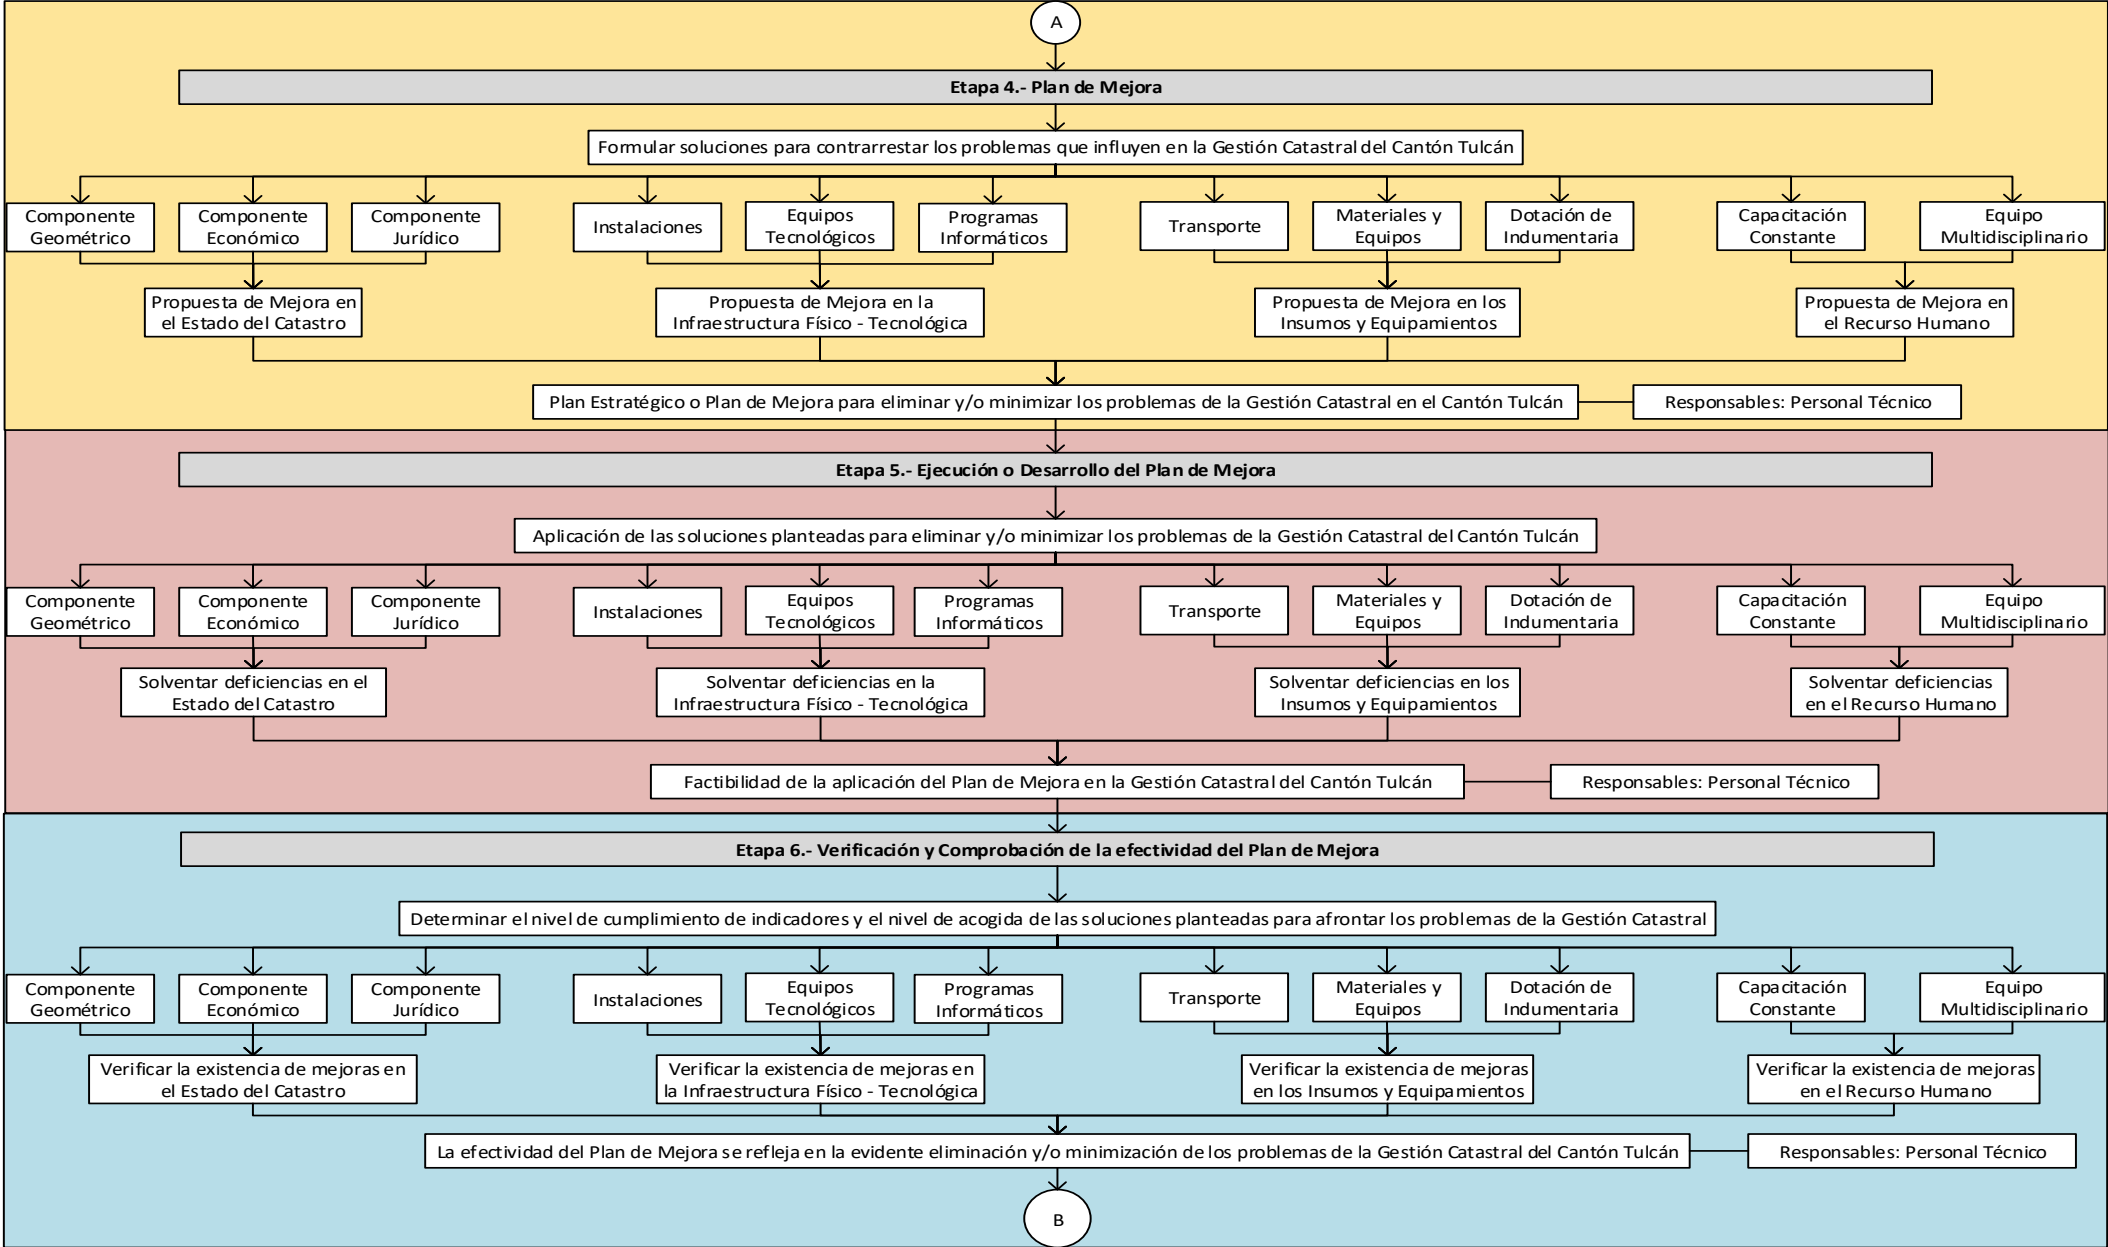 A
Etapa 4.- Plan de Mejora
Formular soluciones para contrarrestar los problemas que influyen en la Gestión Catastral del Cantón Tulcán
Componente
Geométrico
Componente
Económico
Componente
Jurídico
Instalaciones
Equipos
Tecnológicos
Programas
Informáticos
Transporte
Materiales y
Equipos
Dotación de
Indumentaria
Capacitación
Constante
Equipo
Multidisciplinario
Propuesta de Mejora en
el Estado del Catastro
Propuesta de Mejora en la
Infraestructura Físico - Tecnológica
Propuesta de Mejora en los
Insumos y Equipamientos
Propuesta de Mejora en
el Recurso Humano
Plan Estratégico o Plan de Mejora para eliminar y/o minimizar los problemas de la Gestión Catastral en el Cantón Tulcán
Responsables: Personal Técnico
Etapa 5.- Ejecución o Desarrollo del Plan de Mejora
Aplicación de las soluciones planteadas para eliminar y/o minimizar los problemas de la Gestión Catastral del Cantón Tulcán
Componente
Geométrico
Componente
Económico
Componente
Jurídico
Instalaciones
Equipos
Tecnológicos
Programas
Informáticos
Transporte
Materiales y
Equipos
Dotación de
Indumentaria
Capacitación
Constante
Equipo
Multidisciplinario
Solventar deficiencias en el
Estado del Catastro
Solventar deficiencias en la
Infraestructura Físico - Tecnológica
Solventar deficiencias en los
Insumos y Equipamientos
Solventar deficiencias
en el Recurso Humano
Factibilidad de la aplicación del Plan de Mejora en la Gestión Catastral del Cantón Tulcán
Responsables: Personal Técnico
Etapa 6.- Verificación y Comprobación de la efectividad del Plan de Mejora
Determinar el nivel de cumplimiento de indicadores y el nivel de acogida de las soluciones planteadas para afrontar los problemas de la Gestión Catastral
Componente
Geométrico
Componente
Económico
Componente
Jurídico
Instalaciones
Equipos
Tecnológicos
Programas
Informáticos
Transporte
Materiales y
Equipos
Dotación de
Indumentaria
Capacitación
Constante
Equipo
Multidisciplinario
Verificar la existencia de mejoras en
el Estado del Catastro
Verificar la existencia de mejoras en
la Infraestructura Físico - Tecnológica
Verificar la existencia de mejoras
en los Insumos y Equipamientos
Verificar la existencia de mejoras
en el Recurso Humano
La efectividad del Plan de Mejora se refleja en la evidente eliminación y/o minimización de los problemas de la Gestión Catastral del Cantón Tulcán
Responsables: Personal Técnico
B